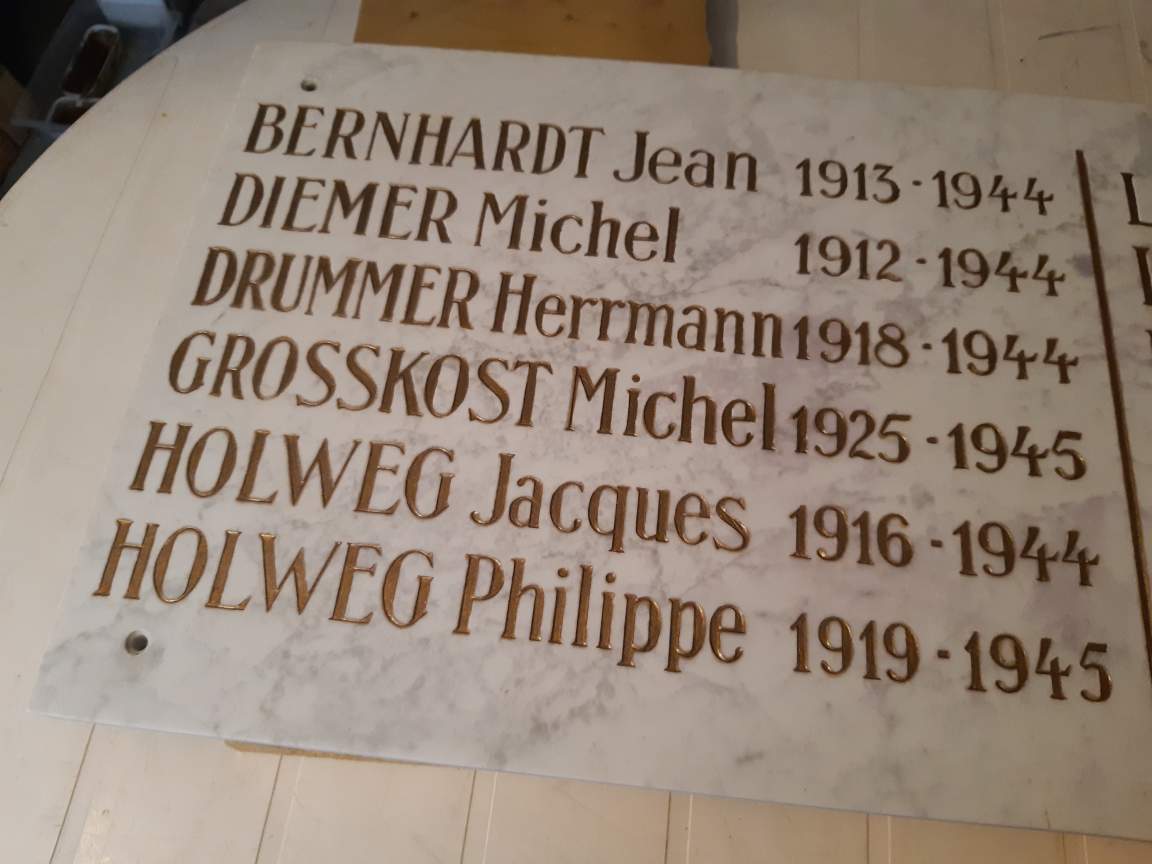 BERNHARDT Jean 1913 · 1944
DIEMER Michel 1912 · 1944
DRUMMER Herrmann 1918 · 1944
GROSSKOST Michel 1925 · 1945
HOLWEG Jacques 1916 · 1944
HOLWEG Philippe 1919 · 1945